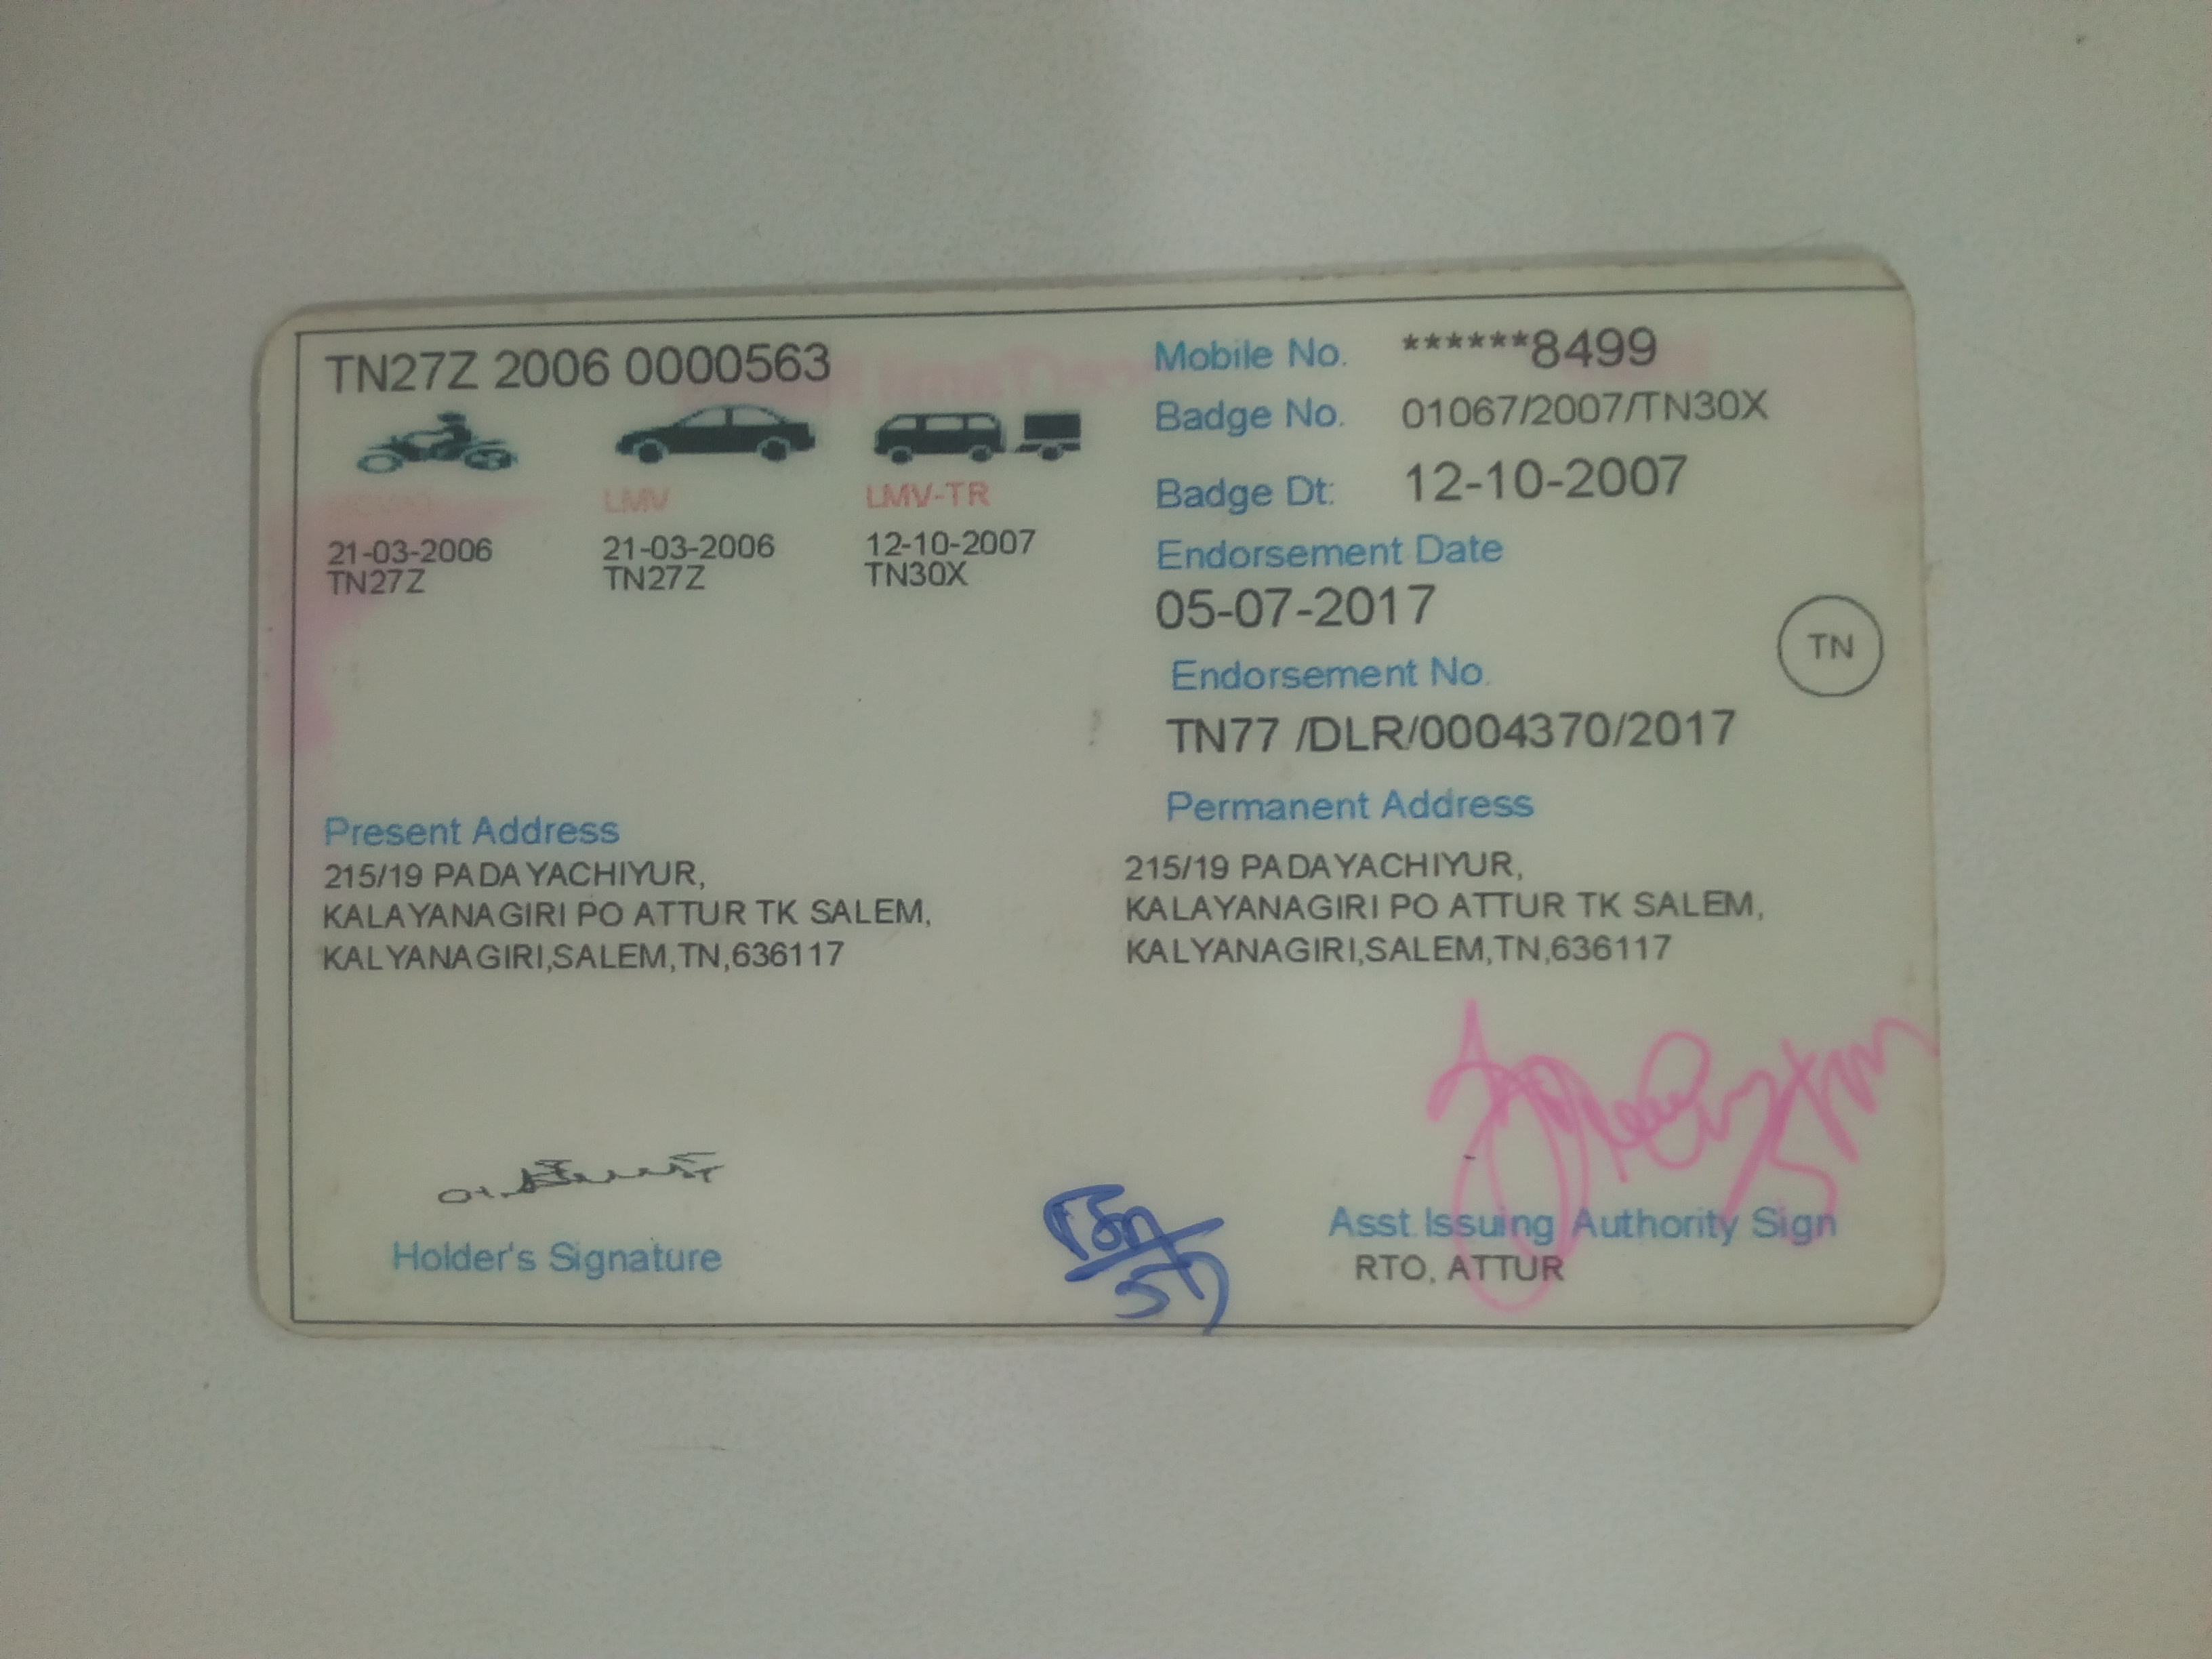 TN27Z 2006 0000563
LMV LMV-TR
21-03-2006 21-03-2006 12-10-2007
TN27Z TN27Z TN30X
Mobile No. ******8499
Badge No. 01067/2007/TN30X
Badge Dt: 12-10-2007
Endorsement Date
05-07-2017
TN
Endorsement No.
TN77 /DLR/0004370/2017
Present Address
215/19 PADAYACHIYUR,
KALAYANAGIRI PO ATTUR TK SALEM,
KALYANAGIRI,SALEM,TN,636117
Permanent Address
215/19 PADAYACHIYUR,
KALAYANAGIRI PO ATTUR TK SALEM,
KALYANAGIRI,SALEM,TN,636117
Holder's Signature
Asst.Issuing Authority Sign
RTO, ATTUR